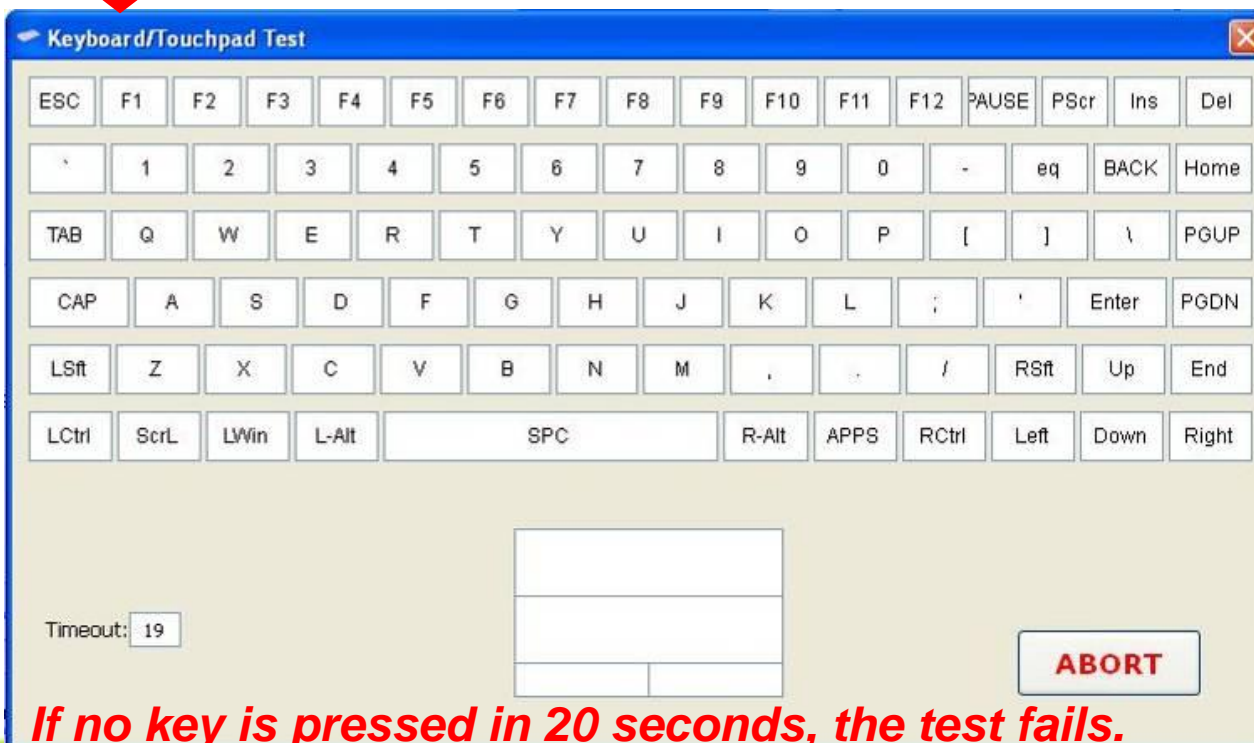 Keyboard/Touchpad Test
ESC F1 F2 F3 F4 F5 F6 F7 F8 F9 F10 F11 F12 PAUSE PScr Ins Del
` 1 2 3 4 5 6 7 8 9 0 - eq BACK Home
TAB Q W E R T Y U I O P [ ] \ PGUP
CAP A S D F G H J K L ; ' Enter PGDN
LSft Z X C V B N M , . / RSft Up End
LCtrl ScrL LWin L-Alt SPC R-Alt APPS RCtrl Left Down Right
Timeout: 19
ABORT
If no key is pressed in 20 seconds, the test fails.